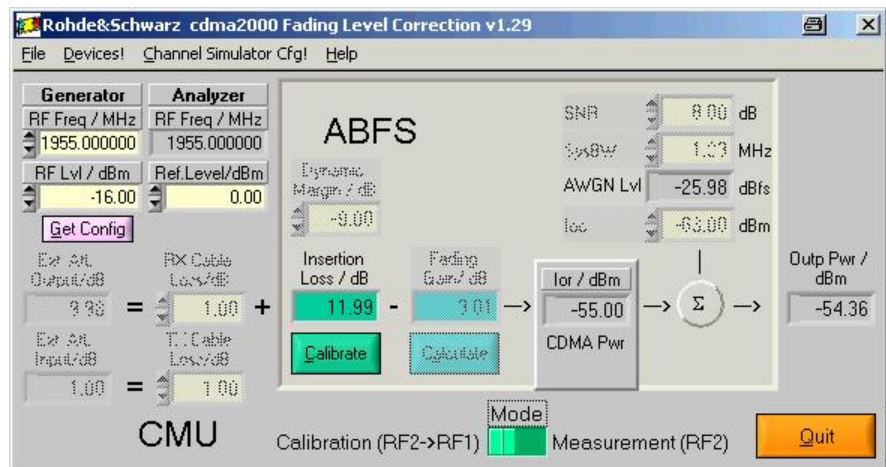 Rohde&Schwarz cdma2000 Fading Level Correction v1.29
File Devices! Channel Simulator Cfg! Help
Generator
RF Freq / MHz
1955.000000
RF Lvl / dBm
-16.00
Get Config
Analyzer
RF Freq / MHz
1955.000000
Ref.Level/dBm
0.00
Ext Att. Output/dB
9.98
=
RX Cable Loss/dB
1.00
+
Ext Att. Input/dB
1.00
=
Cable Loss/dB
1.00
CMU
ABFS
Dynamic
Margin / dB
-9.00
SNR 8.00 dB
SysBW MHz
AWGN Lvl -25.98 dBfs
Ioc -63.00 dBm
Insertion
Loss / dB
11.99
-
Calibrate
Fading
Gain/ dB
3.01
Calculate
Ior / dBm
-55.00
CDMA Pwr
Σ
Outp Pwr /
dBm
-54.36
Mode
Calibration (RF2->RF1) Measurement (RF2)
Quit